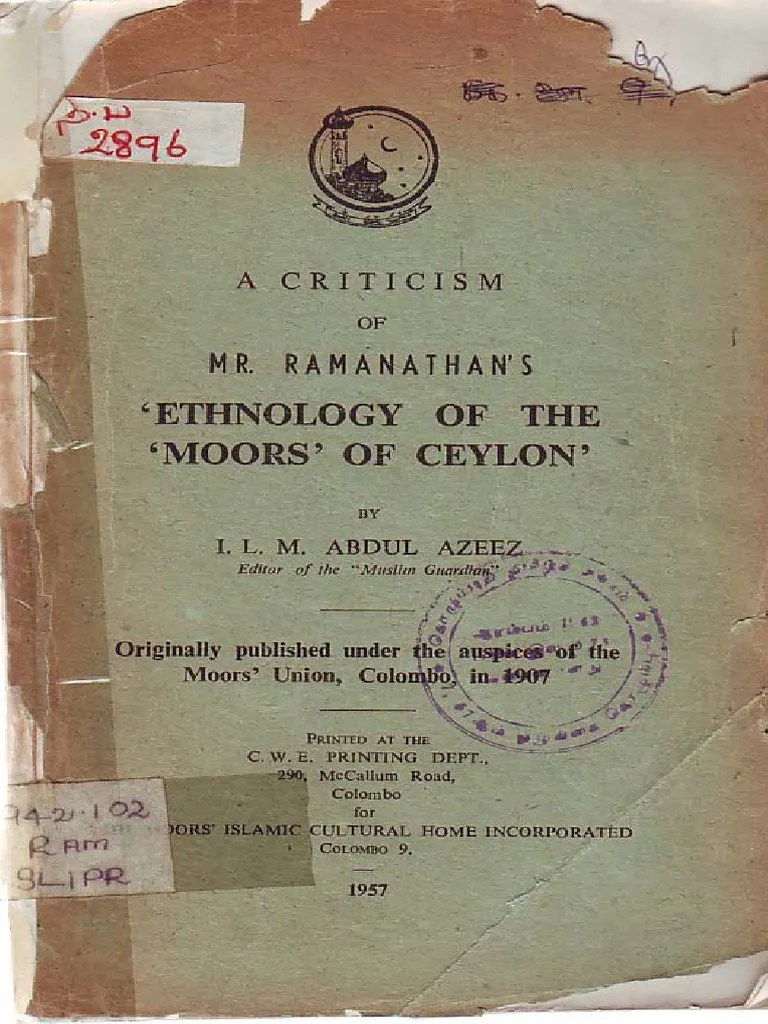 2896
A CRITICISM
OF
MR. RAMANATHAN'S
'ETHNOLOGY OF THE
'MOORS' OF CEYLON'
BY
I. L. M. ABDUL AZEEZ
Editor of the "Muslim Guardian"
Originally published under the auspices of the
Moors' Union, Colombo, in 1907
PRINTED AT THE
C. W. E. PRINTING DEPT.,
290, McCallum Road,
Colombo
for
OORS' ISLAMIC CULTURAL HOME INCORPORATED
COLOMBO 9.
1957
94-2)·102
RAM
SLIPR